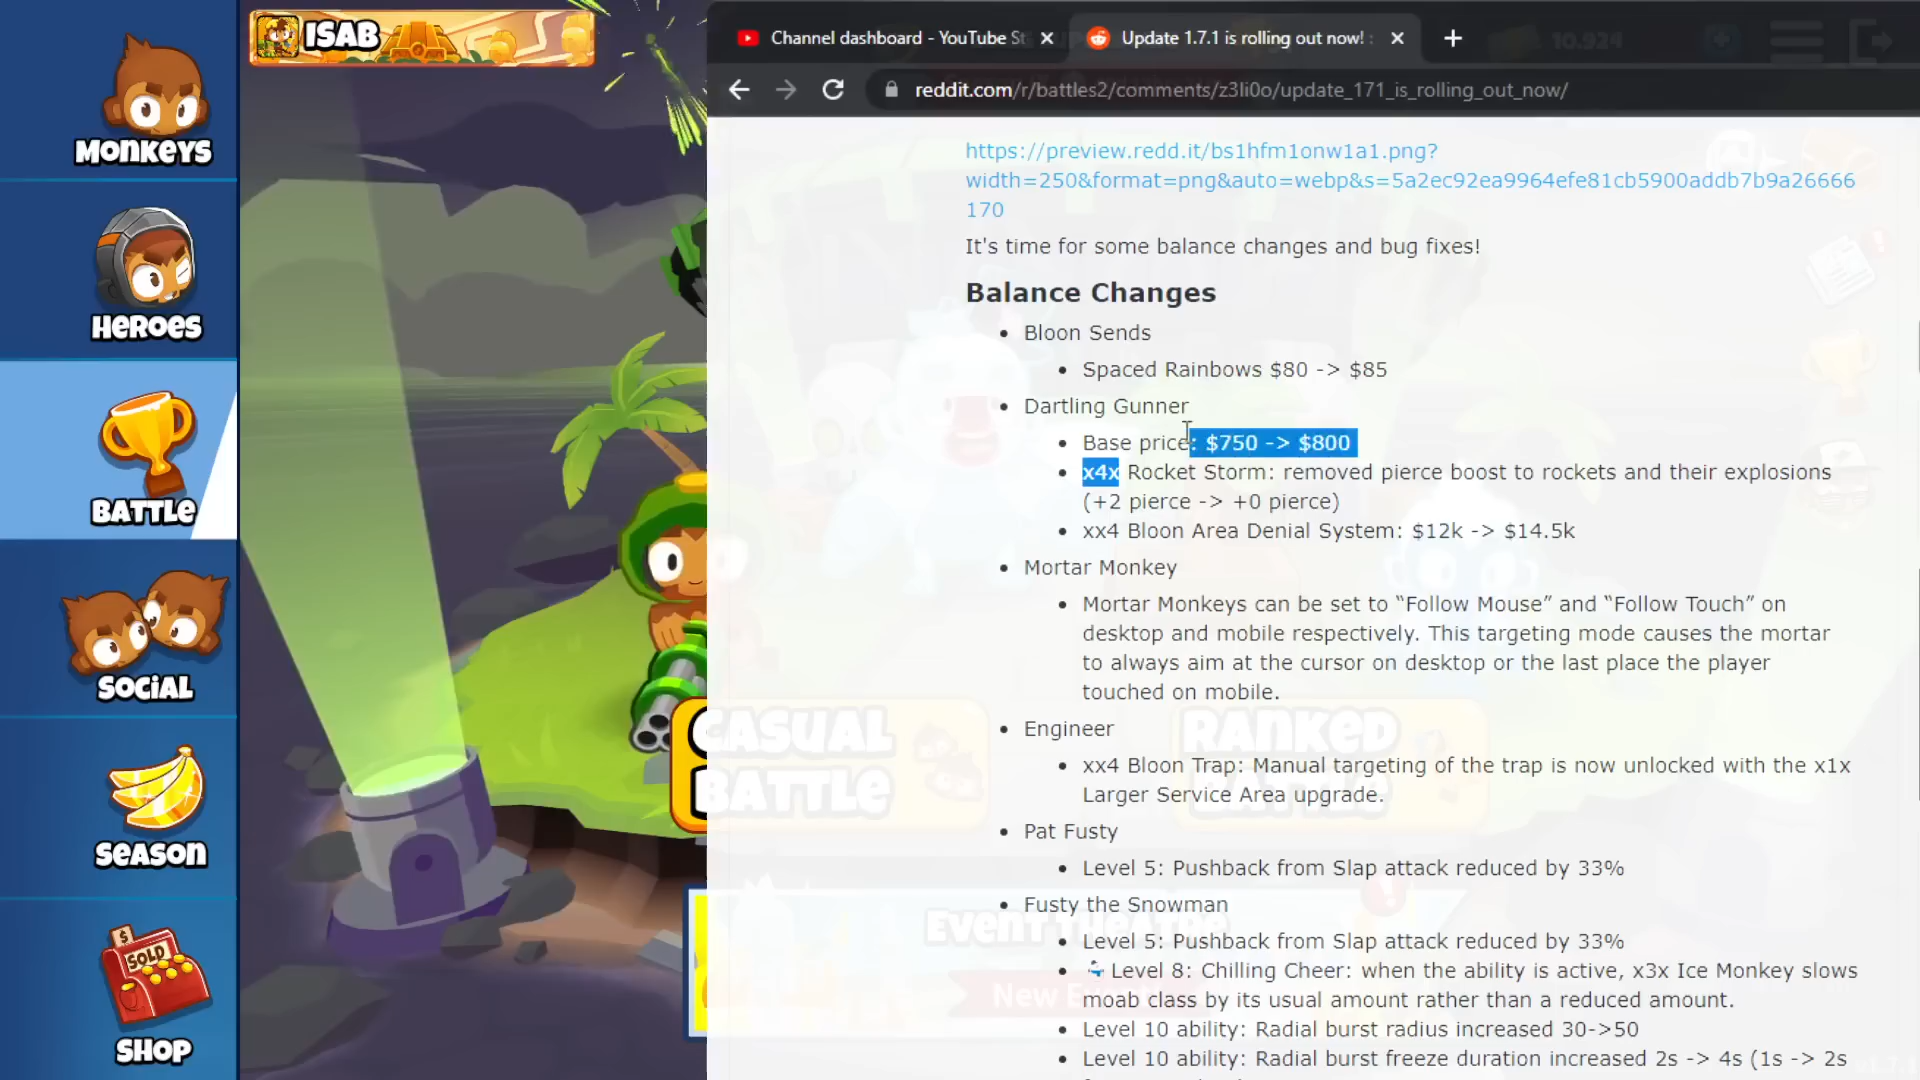 ISAB
Channel dashboard - YouTube St
Update 1.7.1 is rolling out now! :
10,924
reddit.com/r/battles2/comments/z3li0o/update_171_is_rolling_out_now/
MONKEYS
HEROES
BATTLE
SOCIAL
SEASON
SOLD
SHOP
https://preview.redd.it/bs1hfm1onw1a1.png?
width=250&format=png&auto=webp&s=5a2ec92ea9964efe81cb5900addb7b9a26666
170
It's time for some balance changes and bug fixes!
Balance Changes
• Bloon Sends
• Spaced Rainbows $80 -> $85
• Dartling Gunner
• Base price: $750 -> $800
• x4x Rocket Storm: removed pierce boost to rockets and their explosions
(+2 pierce -> +0 pierce)
• xx4 Bloon Area Denial System: $12k -> $14.5k
• Mortar Monkey
• Mortar Monkeys can be set to “Follow Mouse” and “Follow Touch” on
desktop and mobile respectively. This targeting mode causes the mortar
to always aim at the cursor on desktop or the last place the player
touched on mobile.
• Engineer
• xx4 Bloon Trap: Manual targeting of the trap is now unlocked with the x1x
Larger Service Area upgrade.
• Pat Fusty
• Level 5: Pushback from Slap attack reduced by 33%
• Fusty the Snowman
• Level 5: Pushback from Slap attack reduced by 33%
• Level 8: Chilling Cheer: when the ability is active, x3x Ice Monkey slows
moab class by its usual amount rather than a reduced amount.
• Level 10 ability: Radial burst radius increased 30->50
• Level 10 ability: Radial burst freeze duration increased 2s -> 4s (1s -> 2s
CASUAL
BATTLE
RANKED
BATTLE
EVENT
New